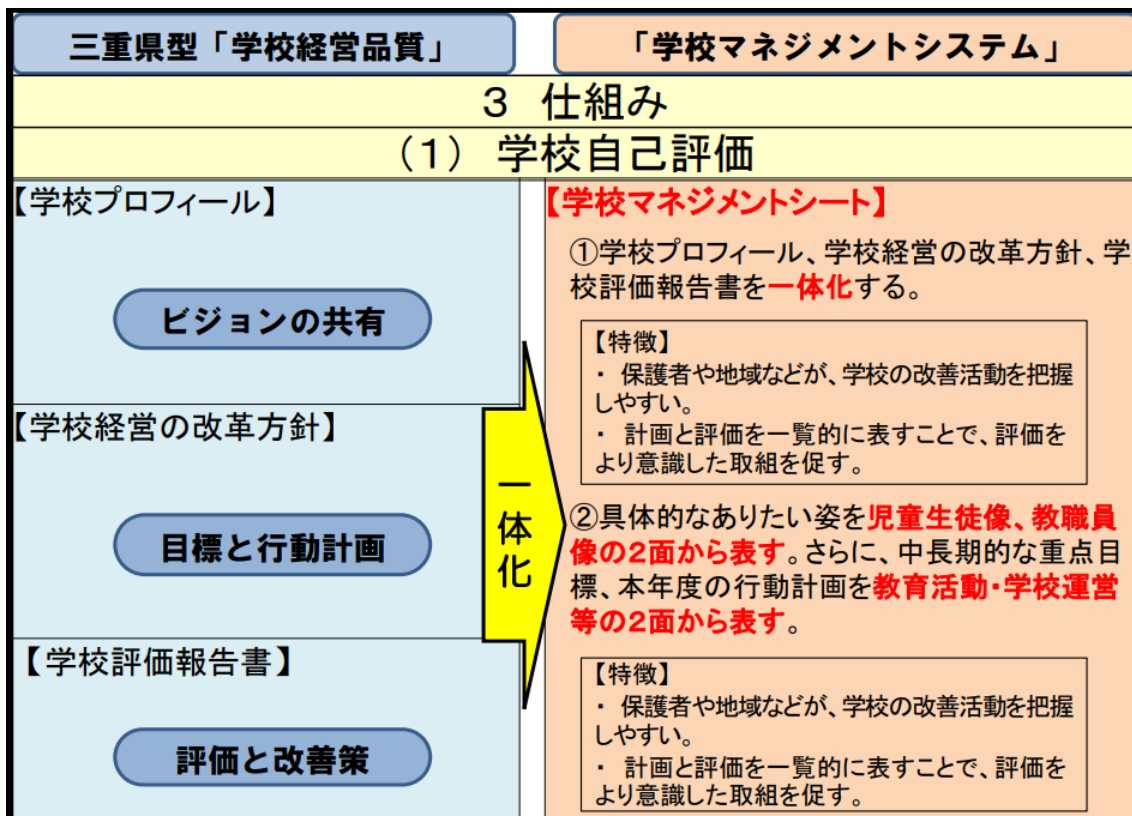 三重県型「学校経営品質」
「学校マネジメントシステム」
３　仕組み
（１） 学校自己評価
【学校プロフィール】
ビジョンの共有
【学校経営の改革方針】
目標と行動計画
【学校評価報告書】
評価と改善策
一体化
【学校マネジメントシート】
①学校プロフィール、学校経営の改革方針、学
校評価報告書を一体化する。
【特徴】
・ 保護者や地域などが、学校の改善活動を把握
しやすい。
・ 計画と評価を一覧的に表すことで、評価を
より意識した取組を促す。
②具体的なありたい姿を児童生徒像、教職員
像の２面から表す。さらに、中長期的な重点目
標、本年度の行動計画を教育活動・学校運営
等の２面から表す。
【特徴】
・ 保護者や地域などが、学校の改善活動を把握
しやすい。
・ 計画と評価を一覧的に表すことで、評価を
より意識した取組を促す。